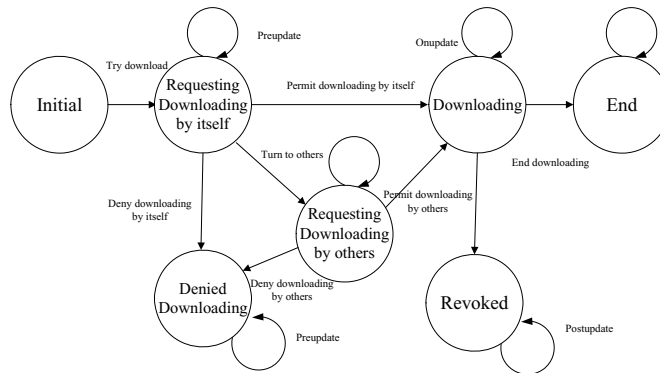 Preupdate
Onupdate
Try download
Initial
Requesting
Downloading
by itself
Permit downloading by itself
Downloading
End
Turn to others
End downloading
Deny downloading
by itself
Permit downloading
by others
Requesting
Downloading
by others
Denied
Downloading
Deny downloading
by others
Revoked
Preupdate
Postupdate